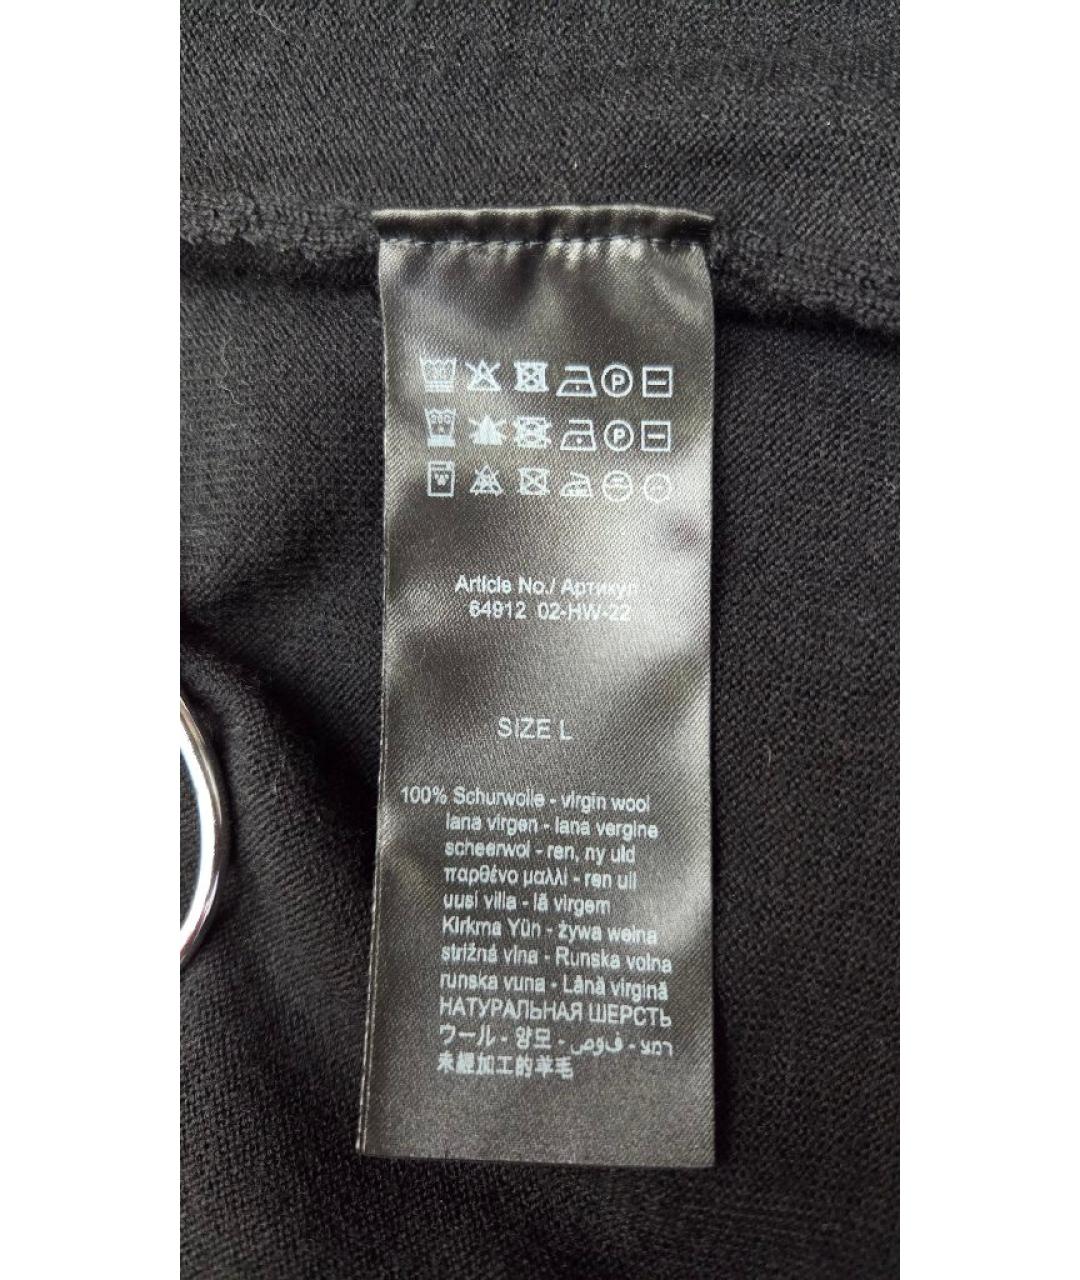 P
P
Article No./ Артикул
64912 02-HW-22
SIZE L
100% Schurwolle - virgin wool
lana virgen - lana vergine
scheerwol - ren, ny uld
παρθένο μαλλί - ren ull
uusi villa - lã virgem
Kirkma Yün - żywa wełna
strižná vlna - Runska volna
runska vuna - Lână virgină
НАТУРАЛЬНАЯ ШЕРСТЬ
ウール - 양모 - صوف - צמר
未經加工的羊毛